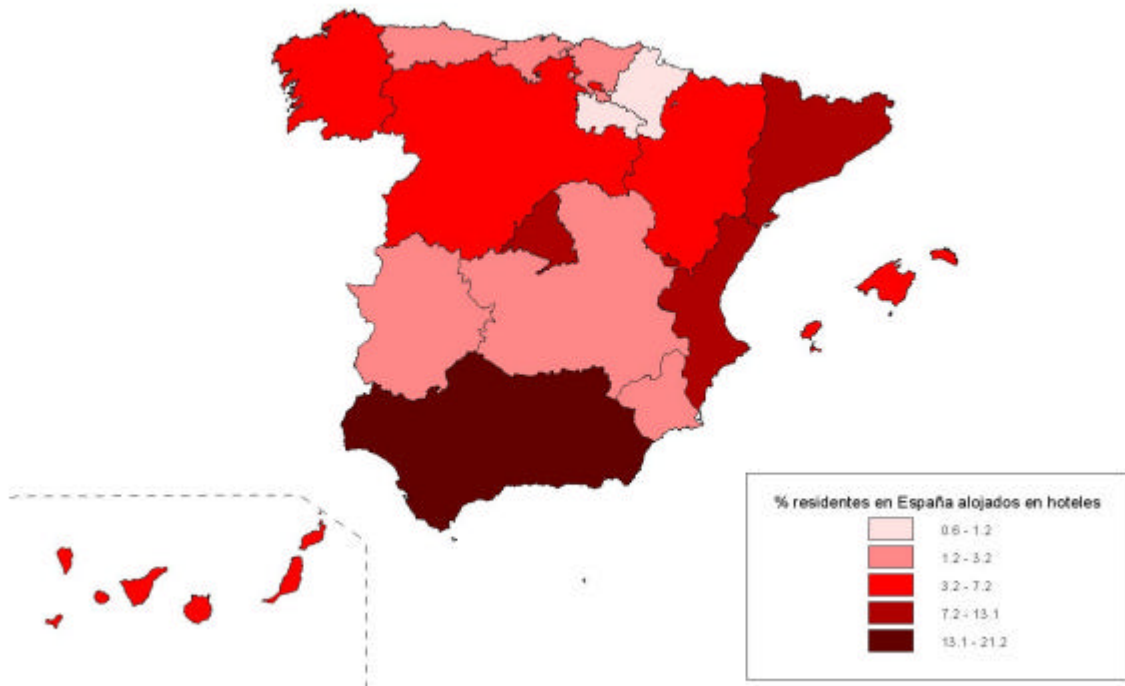 % residentes en España alojados en hoteles
0.6 - 1.2
1.2 - 3.2
3.2 - 7.2
7.2 - 13.1
13.1 - 21.2